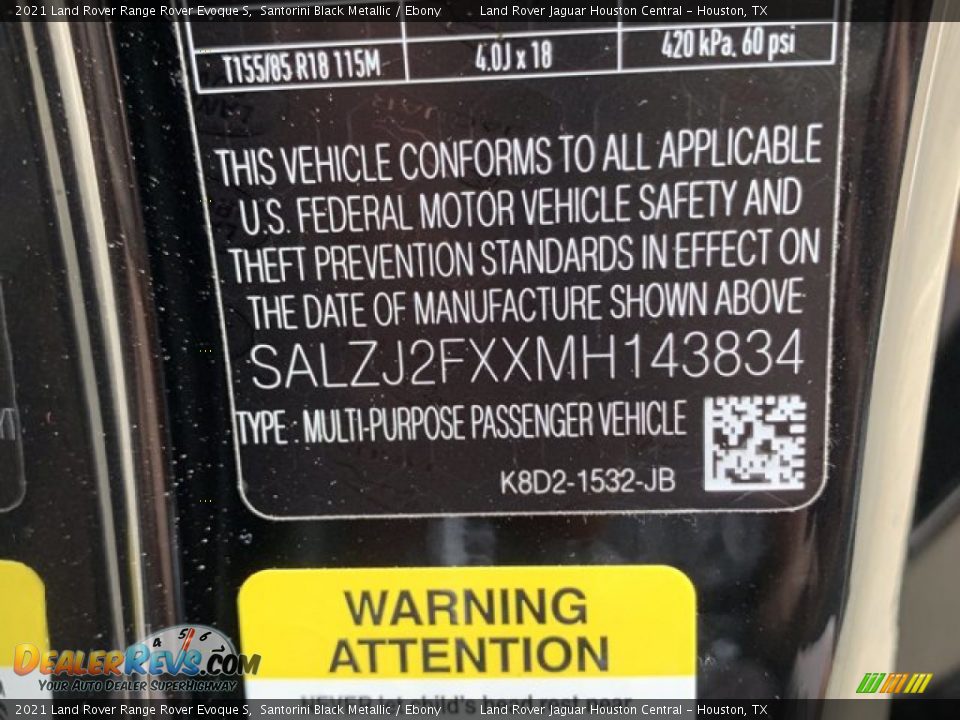 2021 Land Rover Range Rover Evoque S, Santorini Black Metallic / Ebony Land Rover Jaguar Houston Central - Houston, TX
T155/85 R18 115M 4.0J x 18 420 kPa, 60 psi
THIS VEHICLE CONFORMS TO ALL APPLICABLE
U.S. FEDERAL MOTOR VEHICLE SAFETY AND
THEFT PREVENTION STANDARDS IN EFFECT ON
THE DATE OF MANUFACTURE SHOWN ABOVE
SALZJ2FXXMH143834
TYPE : MULTI-PURPOSE PASSENGER VEHICLE
K8D2-1532-JB
WARNING
ATTENTION
4 5 6
DEALERREVS.COM
YOUR AUTO DEALER SUPERHIGHWAY
2021 Land Rover Range Rover Evoque S, Santorini Black Metallic / Ebony Land Rover Jaguar Houston Central - Houston, TX